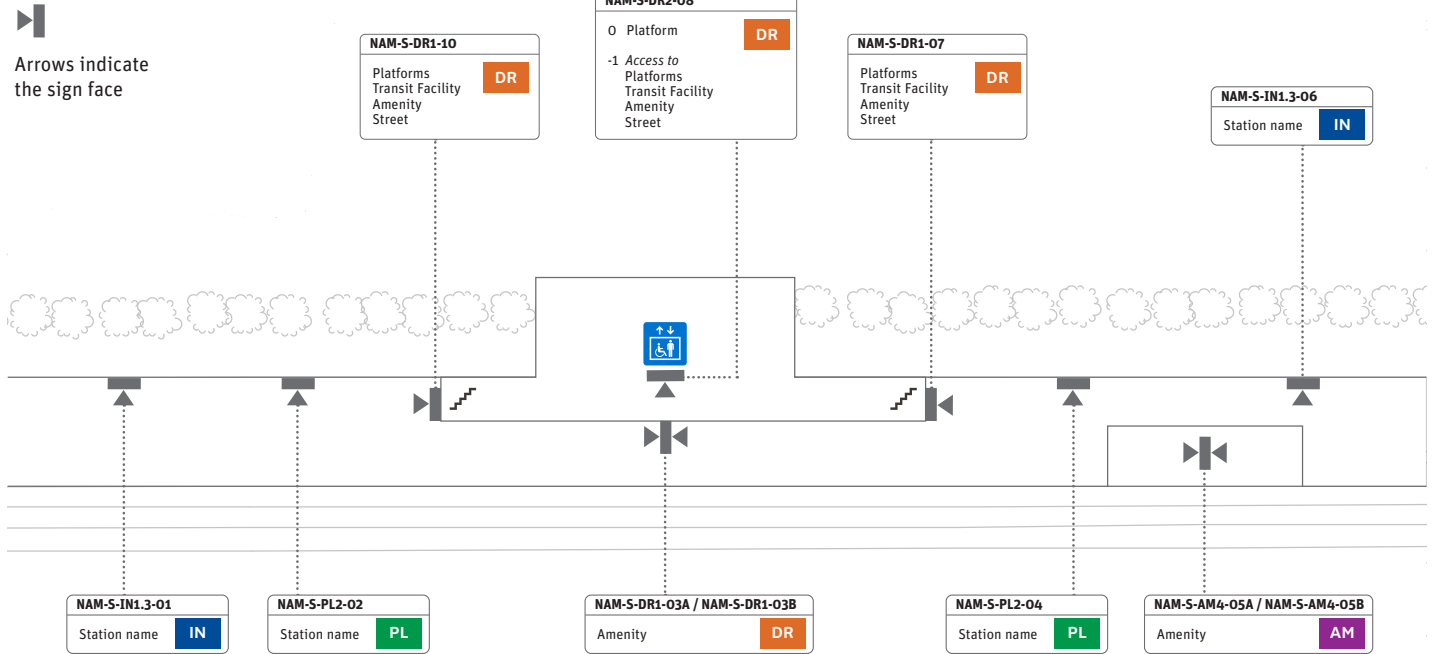 Arrows indicate
the sign face
NAM-S-DR1-10
Platforms
Transit Facility
Amenity
Street
DR
NAM-S-DR2-08
0 Platform
-1 Access to
Platforms
Transit Facility
Amenity
Street
DR
NAM-S-DR1-07
Platforms
Transit Facility
Amenity
Street
DR
NAM-S-IN1.3-06
Station name
IN
NAM-S-IN1.3-01
Station name
IN
NAM-S-PL2-02
Station name
PL
NAM-S-DR1-03A / NAM-S-DR1-03B
Amenity
DR
NAM-S-PL2-04
Station name
PL
NAM-S-AM4-05A / NAM-S-AM4-05B
Amenity
AM